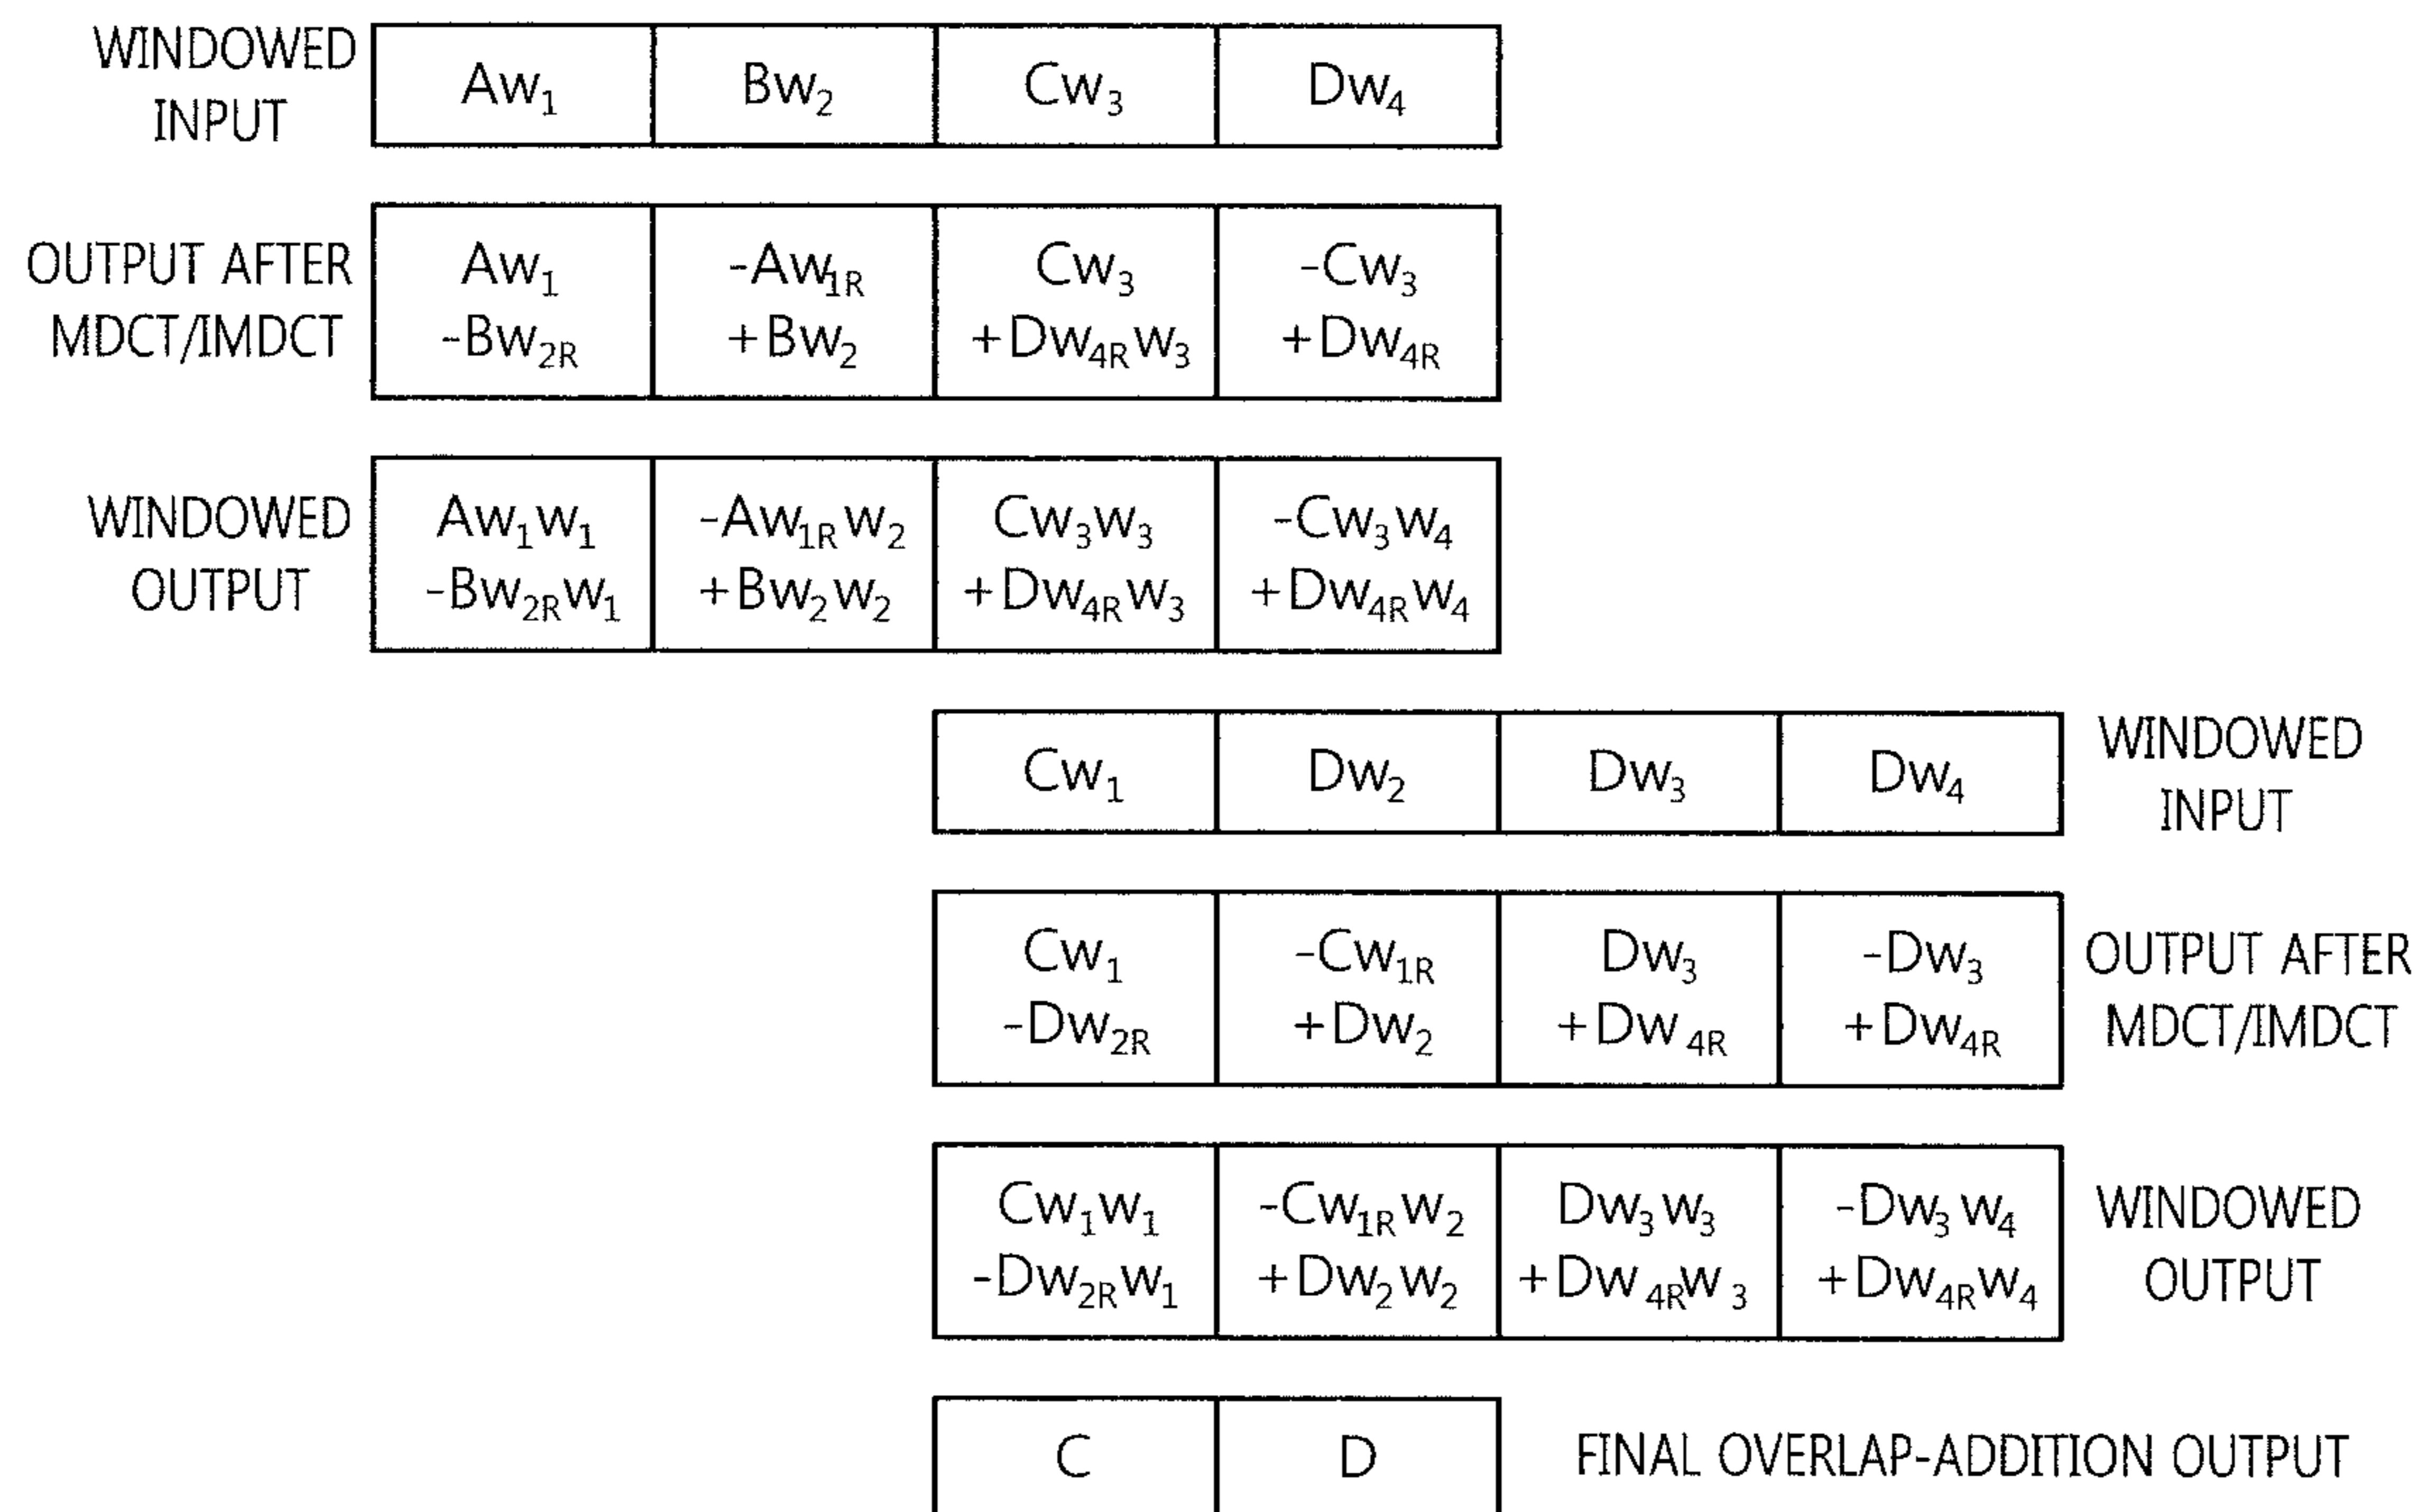 WINDOWED
INPUT
Aw₁ Bw₂ Cw₃ Dw₄
OUTPUT AFTER
MDCT/IMDCT
Aw₁ -Aw₁R Cw₃ -Cw₃
-Bw₂R +Bw₂ +Dw₄Rw₃ +Dw₄R
WINDOWED
OUTPUT
Aw₁w₁ -Aw₁Rw₂ Cw₃w₃ -Cw₃w₄
-Bw₂Rw₁ +Bw₂w₂ +Dw₄Rw₃ +Dw₄Rw₄
Cw₁ Dw₂ Dw₃ Dw₄
WINDOWED
INPUT
Cw₁ -Cw₁R Dw₃ -Dw₃
-Dw₂R +Dw₂ +Dw₄R +Dw₄R
OUTPUT AFTER
MDCT/IMDCT
Cw₁w₁ -Cw₁Rw₂ Dw₃w₃ -Dw₃w₄
-Dw₂Rw₁ +Dw₂w₂ +Dw₄Rw₃ +Dw₄Rw₄
WINDOWED
OUTPUT
C D FINAL OVERLAP-ADDITION OUTPUT